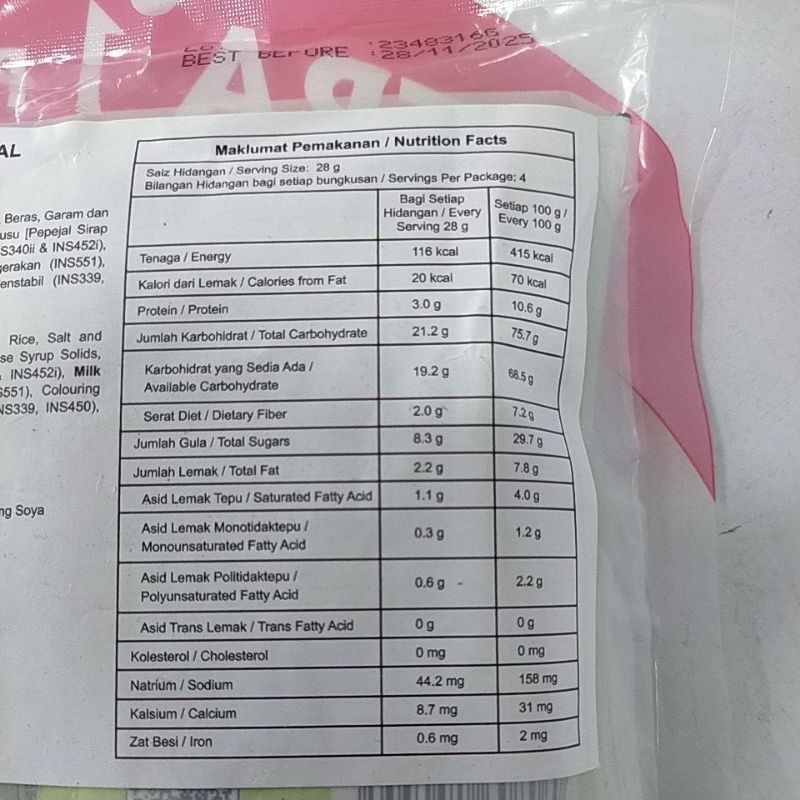 23483166
BEST BEFORE : 28/11/2025
AL
Beras, Garam dan
usu [Pepejal Sirap
S340ii & INS452i),
gerakan (INS551),
enstabil (INS339,
Rice, Salt and
se Syrup Solids,
INS452i), Milk
S551), Colouring
NS339, INS450),
ng Soya
Maklumat Pemakanan / Nutrition Facts
Saiz Hidangan / Serving Size: 28 g
Bilangan Hidangan bagi setiap bungkusan / Servings Per Package: 4
Bagi Setiap
Hidangan / Every
Serving 28 g
Setiap 100 g /
Every 100 g
Tenaga / Energy 116 kcal 415 kcal
Kalori dari Lemak / Calories from Fat 20 kcal 70 kcal
Protein / Protein 3.0 g 10.6 g
Jumlah Karbohidrat / Total Carbohydrate 21.2 g 75.7 g
Karbohidrat yang Sedia Ada /
Available Carbohydrate 19.2 g 68.5 g
Serat Diet / Dietary Fiber 2.0 g 7.2 g
Jumlah Gula / Total Sugars 8.3 g 29.7 g
Jumlah Lemak / Total Fat 2.2 g 7.8 g
Asid Lemak Tepu / Saturated Fatty Acid 1.1 g 4.0 g
Asid Lemak Monotidaktepu /
Monounsaturated Fatty Acid 0.3 g 1.2 g
Asid Lemak Politidaktepu /
Polyunsaturated Fatty Acid 0.6 g 2.2 g
Asid Trans Lemak / Trans Fatty Acid 0 g 0 g
Kolesterol / Cholesterol 0 mg 0 mg
Natrium / Sodium 44.2 mg 158 mg
Kalsium / Calcium 8.7 mg 31 mg
Zat Besi / Iron 0.6 mg 2 mg